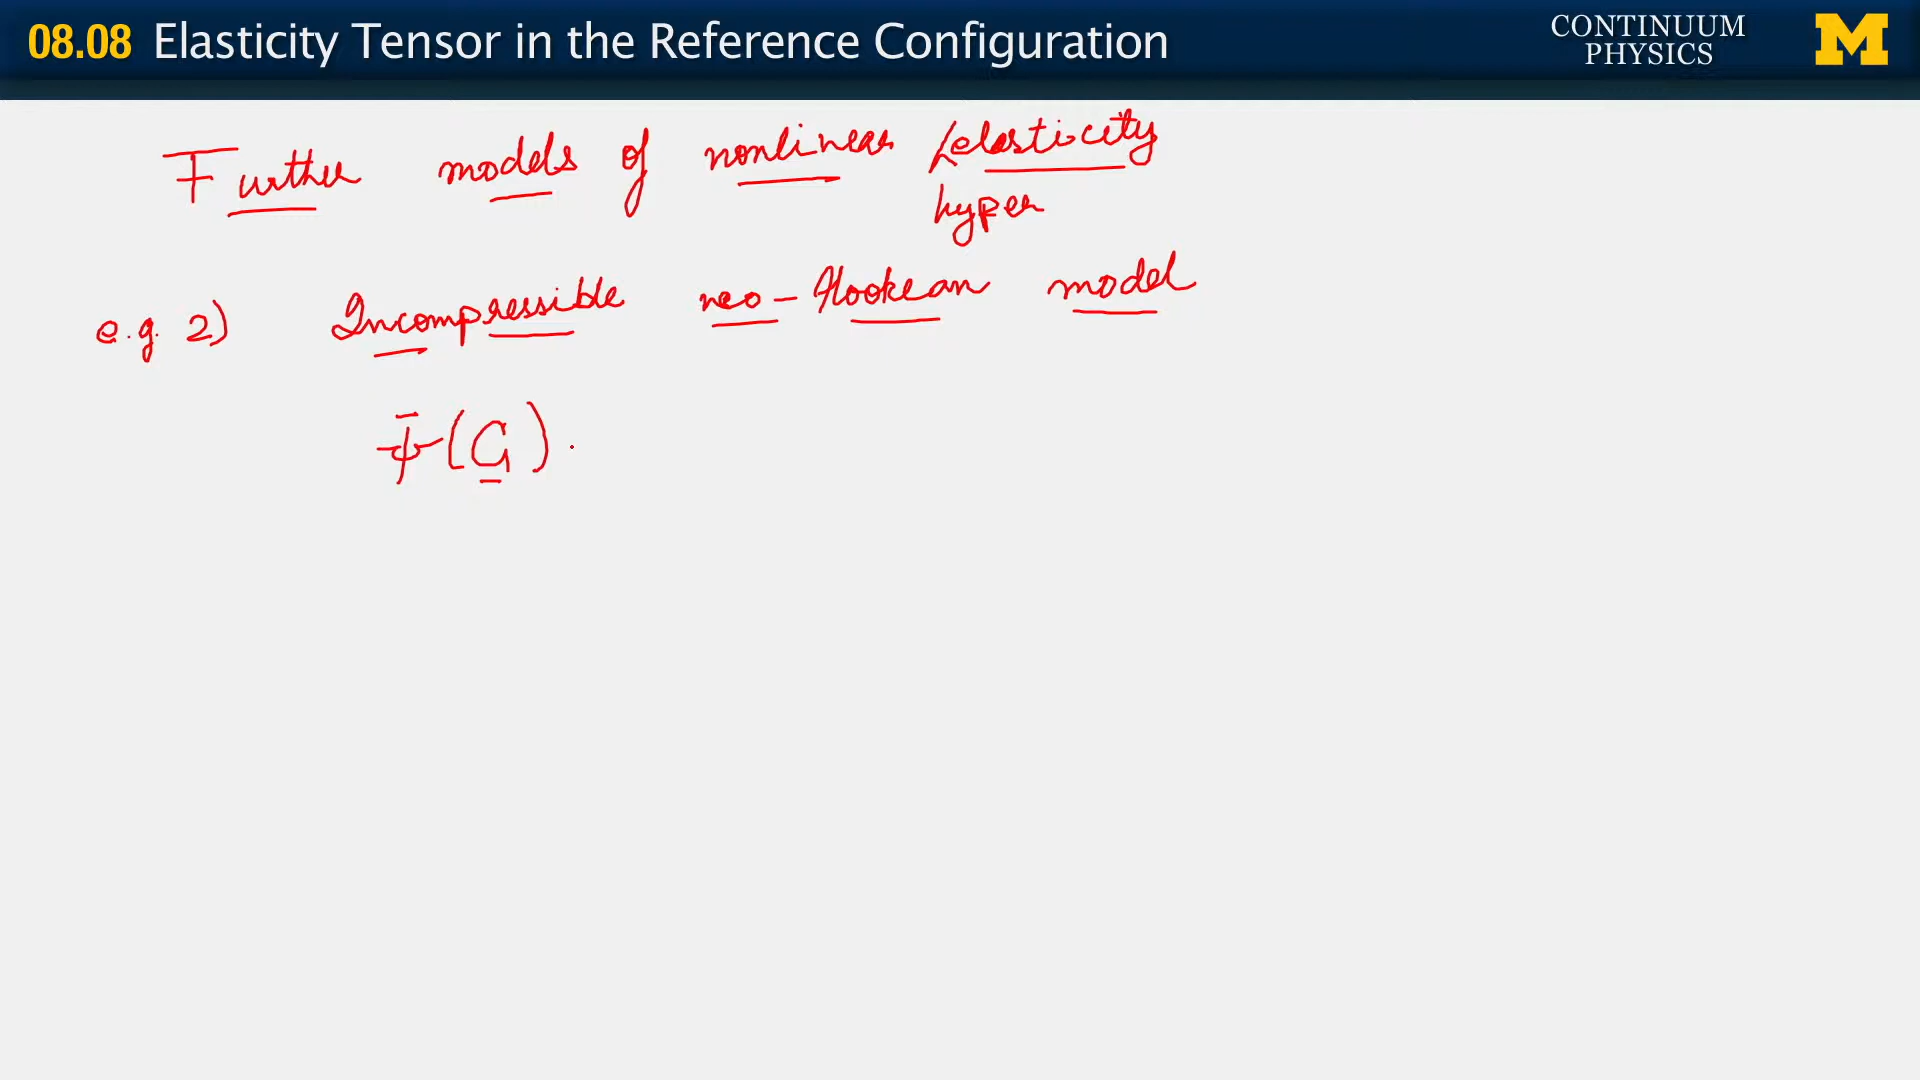 08.08 Elasticity Tensor in the Reference Configuration
CONTINUUM
PHYSICS
M
Further models of nonlinear elasticity
hyper
e.g. 2) Incompressible neo-Hookean model
ψ̄(C̲)